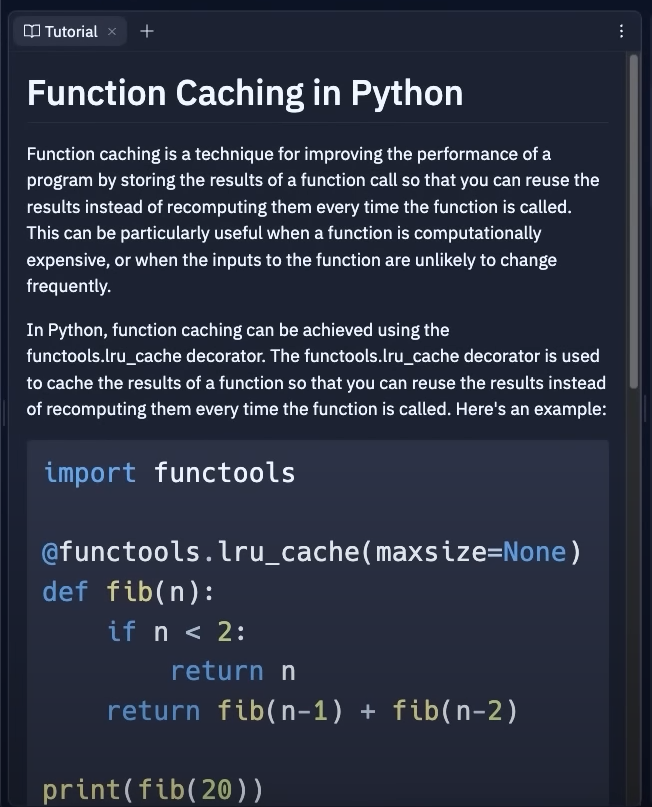 Tutorial
Function Caching in Python
Function caching is a technique for improving the performance of a
program by storing the results of a function call so that you can reuse the
results instead of recomputing them every time the function is called.
This can be particularly useful when a function is computationally
expensive, or when the inputs to the function are unlikely to change
frequently.
In Python, function caching can be achieved using the
functools.lru_cache decorator. The functools.lru_cache decorator is used
to cache the results of a function so that you can reuse the results instead
of recomputing them every time the function is called. Here's an example:
import functools
@functools.lru_cache(maxsize=None)
def fib(n):
    if n < 2:
        return n
    return fib(n-1) + fib(n-2)
print(fib(20))